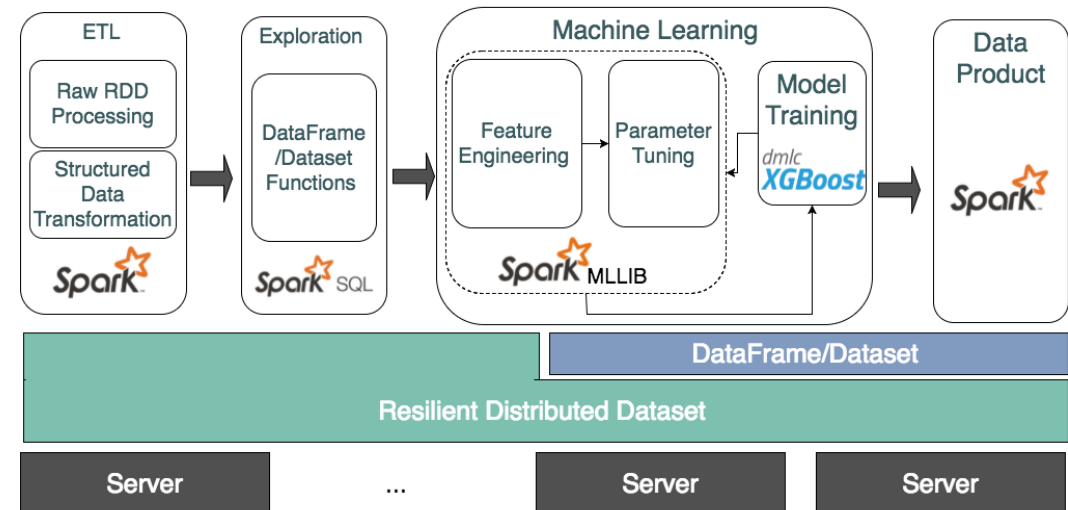 ETL
Raw RDD
Processing
Structured
Data
Transformation
Spark
Exploration
DataFrame
/Dataset
Functions
Spark SQL
Machine Learning
Feature
Engineering
Parameter
Tuning
Spark MLLIB
Model
Training
dmlc
XGBoost
Data
Product
Spark
DataFrame/Dataset
Resilient Distributed Dataset
Server
...
Server
Server